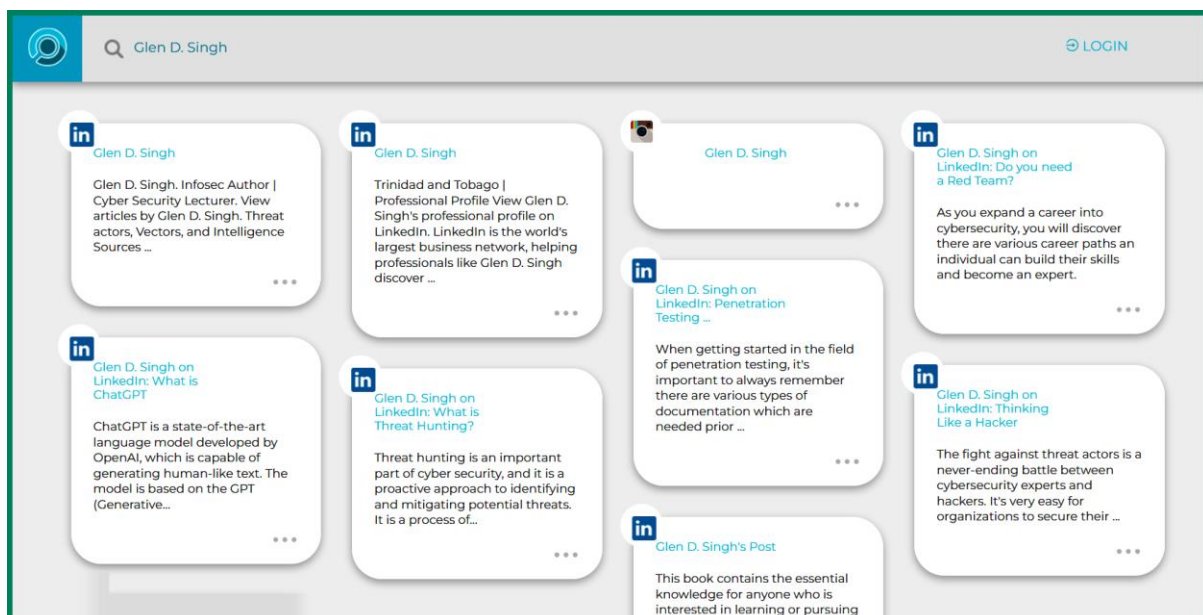 Glen D. Singh
LOGIN
in
Glen D. Singh
Glen D. Singh. Infosec Author |
Cyber Security Lecturer. View
articles by Glen D. Singh. Threat
actors, Vectors, and Intelligence
Sources ...
in
Glen D. Singh
Trinidad and Tobago |
Professional Profile View Glen D.
Singh's professional profile on
LinkedIn. LinkedIn is the world's
largest business network, helping
professionals like Glen D. Singh
discover ...
Glen D. Singh
in
Glen D. Singh on
LinkedIn: Do you need
a Red Team?
As you expand a career into
cybersecurity, you will discover
there are various career paths an
individual can build their skills
and become an expert.
in
Glen D. Singh on
LinkedIn: What is
ChatGPT
ChatGPT is a state-of-the-art
language model developed by
OpenAI, which is capable of
generating human-like text. The
model is based on the GPT
(Generative...
in
Glen D. Singh on
LinkedIn: What is
Threat Hunting?
Threat hunting is an important
part of cyber security, and it is a
proactive approach to identifying
and mitigating potential threats.
It is a process of...
in
Glen D. Singh on
LinkedIn: Penetration
Testing ...
When getting started in the field
of penetration testing, it's
important to always remember
there are various types of
documentation which are
needed prior ...
in
Glen D. Singh on
LinkedIn: Thinking
Like a Hacker
The fight against threat actors is a
never-ending battle between
cybersecurity experts and
hackers. It's very easy for
organizations to secure their ...
in
Glen D. Singh's Post
This book contains the essential
knowledge for anyone who is
interested in learning or pursuing